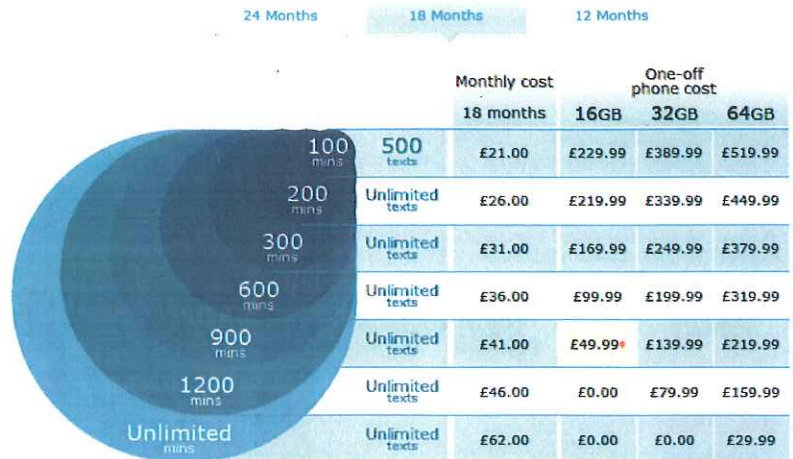 24 Months 18 Months 12 Months
Monthly cost One-off phone cost
18 months 16GB 32GB 64GB
100 mins 500 texts £21.00 £229.99 £389.99 £519.99
200 mins Unlimited texts £26.00 £219.99 £339.99 £449.99
300 mins Unlimited texts £31.00 £169.99 £249.99 £379.99
600 mins Unlimited texts £36.00 £99.99 £199.99 £319.99
900 mins Unlimited texts £41.00 £49.99 £139.99 £219.99
1200 mins Unlimited texts £46.00 £0.00 £79.99 £159.99
Unlimited mins Unlimited texts £62.00 £0.00 £0.00 £29.99